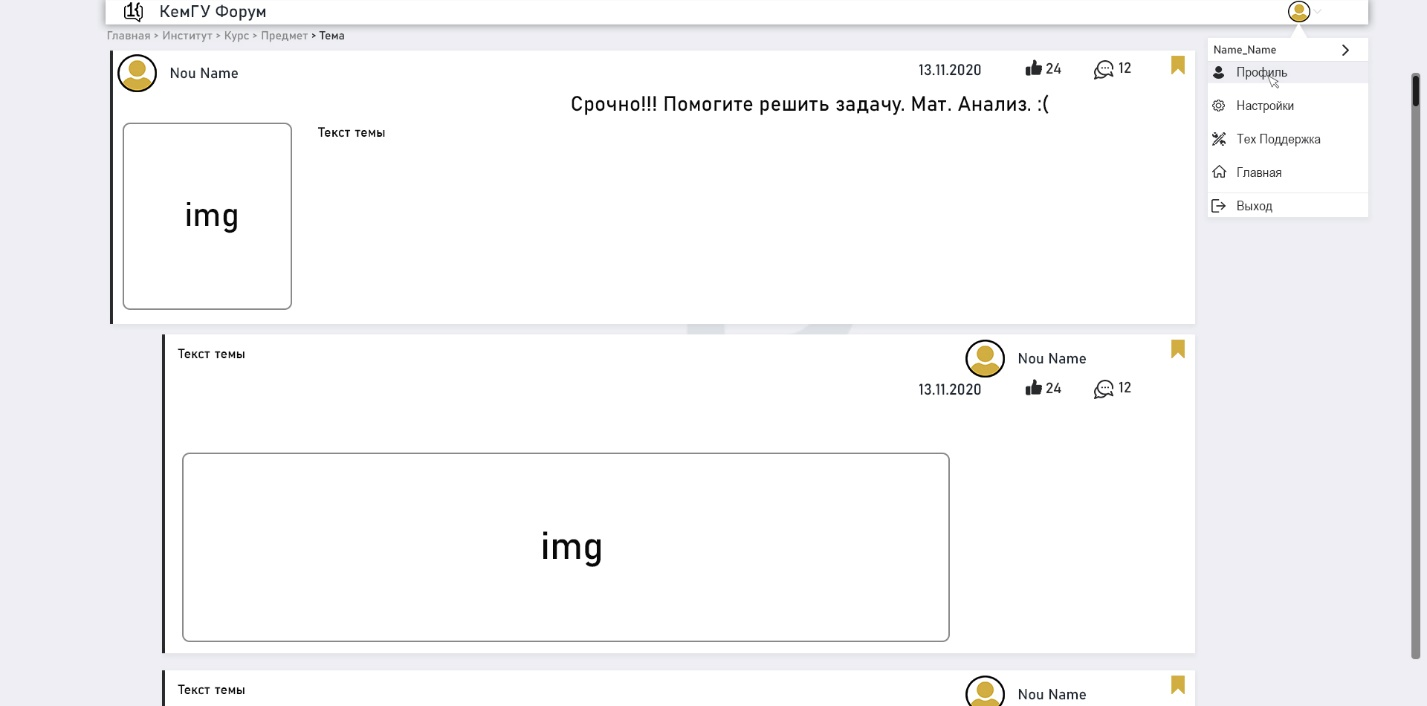 КемГУ Форум
Главная > Институт > Курс > Предмет > Тема
Name_Name
Профиль
Настройки
Тех Поддержка
Главная
Выход
Nou Name
13.11.2020
24
12
Срочно!!! Помогите решить задачу. Мат. Анализ. :(
Текст темы
img
Текст темы
Nou Name
13.11.2020
24
12
img
Текст темы
Nou Name